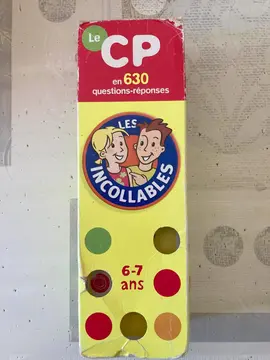 Le
CP
en 630
questions-réponses
LES
INCOLLABLES
6-7
ans